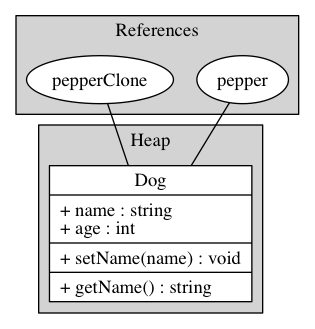 References
pepperClone
pepper
Heap
Dog
+ name : string
+ age : int
+ setName(name) : void
+ getName() : string